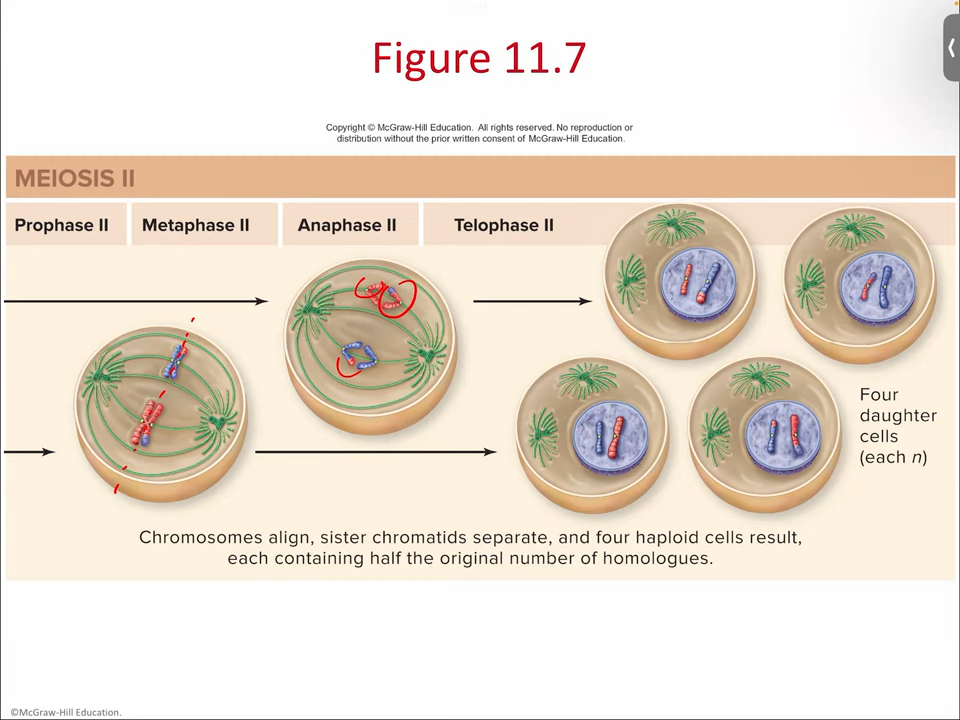 Figure 11.7
Copyright © McGraw-Hill Education. All rights reserved. No reproduction or
distribution without the prior written consent of McGraw-Hill Education.
MEIOSIS II
Prophase II
Metaphase II
Anaphase II
Telophase II
Four
daughter
cells
(each n)
Chromosomes align, sister chromatids separate, and four haploid cells result,
each containing half the original number of homologues.
©McGraw-Hill Education.